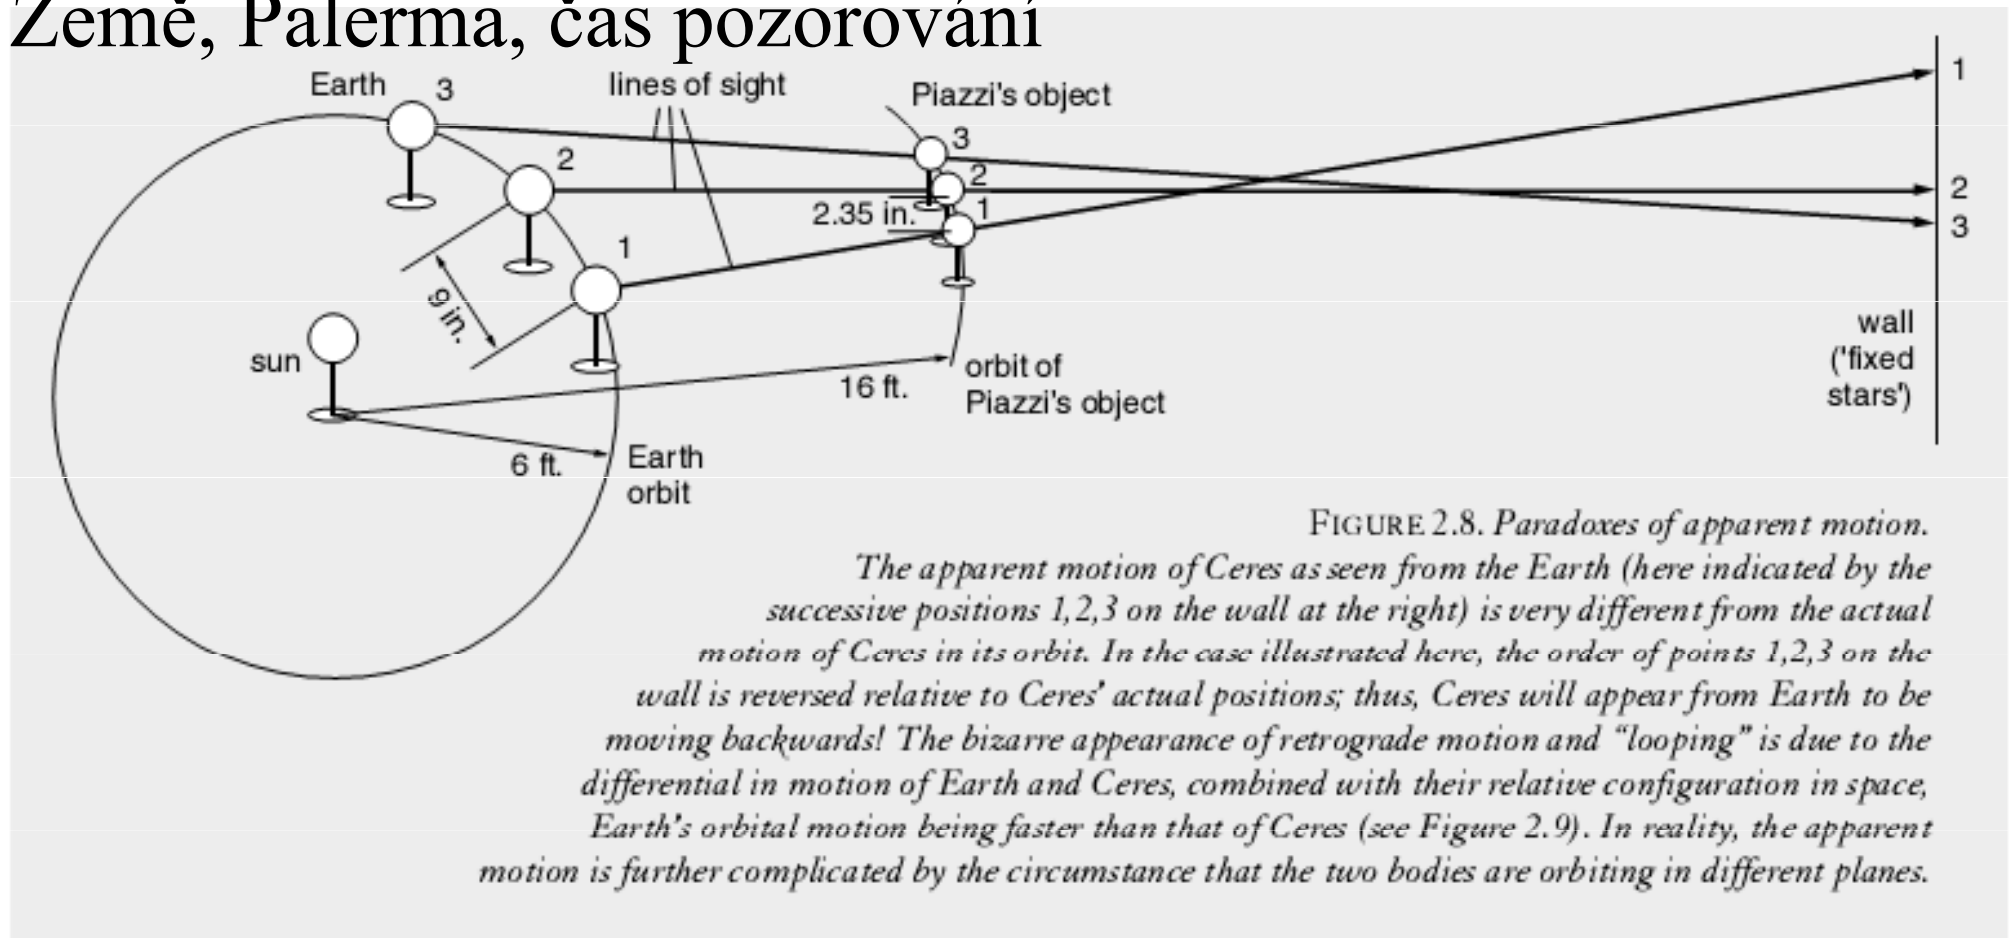 Země, Palerma, čas pozorování
Earth
3
lines of sight
Piazzi's object
1
3
2
2
2
1
2.35 in.
3
1
9 in.
wall
('fixed
stars')
sun
orbit of
Piazzi's object
16 ft.
6 ft.
Earth
orbit
FIGURE 2.8. Paradoxes of apparent motion.
The apparent motion of Ceres as seen from the Earth (here indicated by the
successive positions 1,2,3 on the wall at the right) is very different from the actual
motion of Ceres in its orbit. In the case illustrated here, the order of points 1,2,3 on the
wall is reversed relative to Ceres' actual positions; thus, Ceres will appear from Earth to be
moving backwards! The bizarre appearance of retrograde motion and “looping” is due to the
differential in motion of Earth and Ceres, combined with their relative configuration in space,
Earth's orbital motion being faster than that of Ceres (see Figure 2.9). In reality, the apparent
motion is further complicated by the circumstance that the two bodies are orbiting in different planes.